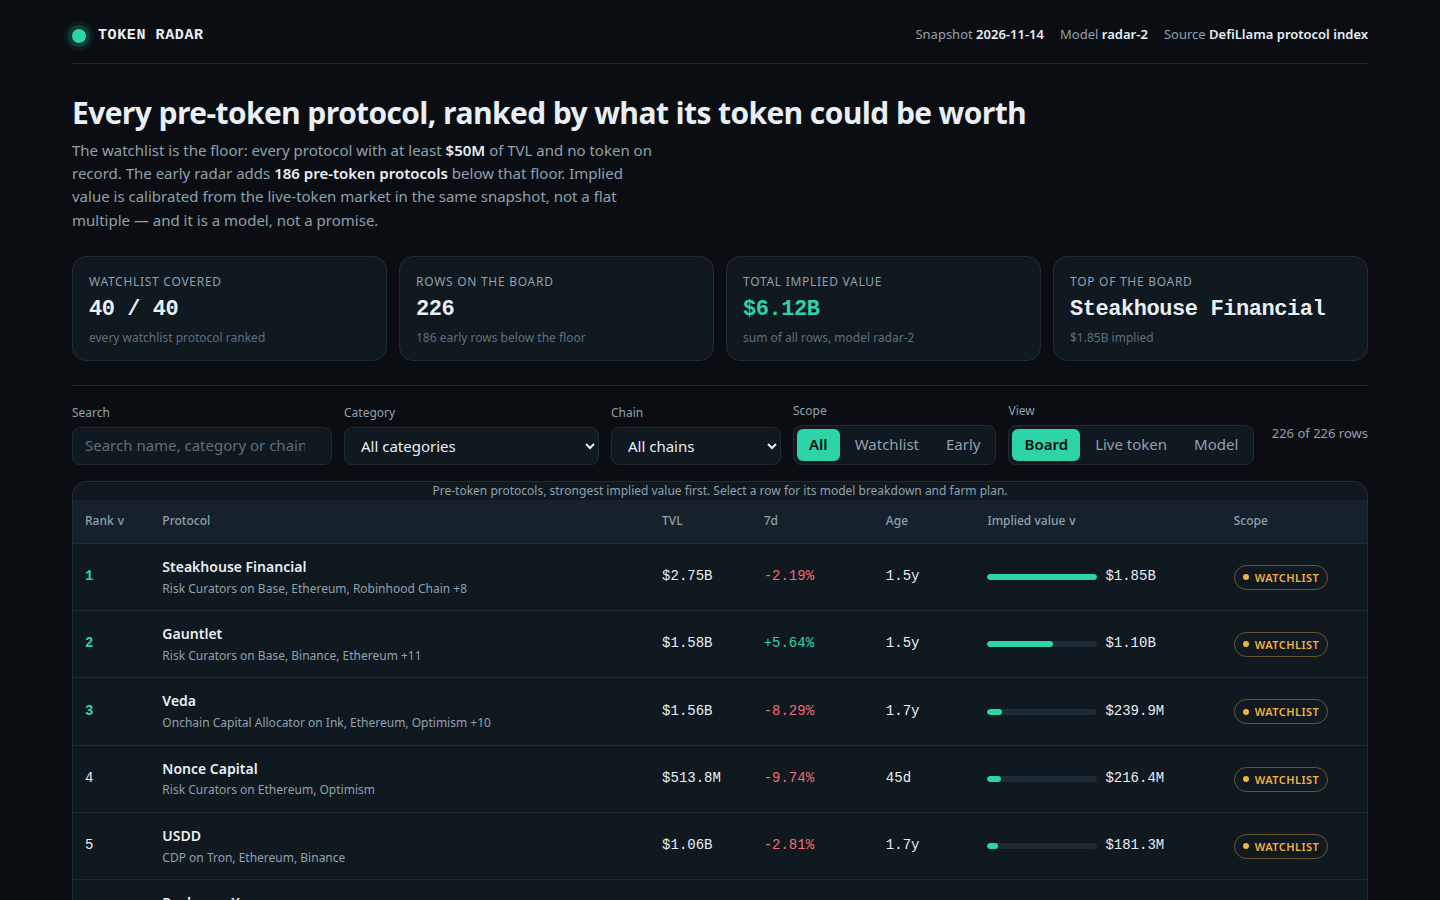 TOKEN RADAR
Snapshot 2026-11-14 Model radar-2 Source DefiLlama protocol index
Every pre-token protocol, ranked by what its token could be worth
The watchlist is the floor: every protocol with at least $50M of TVL and no token on
record. The early radar adds 186 pre-token protocols below that floor. Implied
value is calibrated from the live-token market in the same snapshot, not a flat
multiple — and it is a model, not a promise.
WATCHLIST COVERED
40 / 40
every watchlist protocol ranked
ROWS ON THE BOARD
226
186 early rows below the floor
TOTAL IMPLIED VALUE
$6.12B
sum of all rows, model radar-2
TOP OF THE BOARD
Steakhouse Financial
$1.85B implied
Search Category Chain Scope View
Search name, category or chain All categories All chains All Watchlist Early Board Live token Model 226 of 226 rows
Pre-token protocols, strongest implied value first. Select a row for its model breakdown and farm plan.
Rank v Protocol TVL 7d Age Implied value v Scope
1 Steakhouse Financial $2.75B -2.19% 1.5y $1.85B WATCHLIST
Risk Curators on Base, Ethereum, Robinhood Chain +8
2 Gauntlet $1.58B +5.64% 1.5y $1.10B WATCHLIST
Risk Curators on Base, Binance, Ethereum +11
3 Veda $1.56B -8.29% 1.7y $239.9M WATCHLIST
Onchain Capital Allocator on Ink, Ethereum, Optimism +10
4 Nonce Capital $513.8M -9.74% 45d $216.4M WATCHLIST
Risk Curators on Ethereum, Optimism
5 USDD $1.06B -2.81% 1.7y $181.3M WATCHLIST
CDP on Tron, Ethereum, Binance